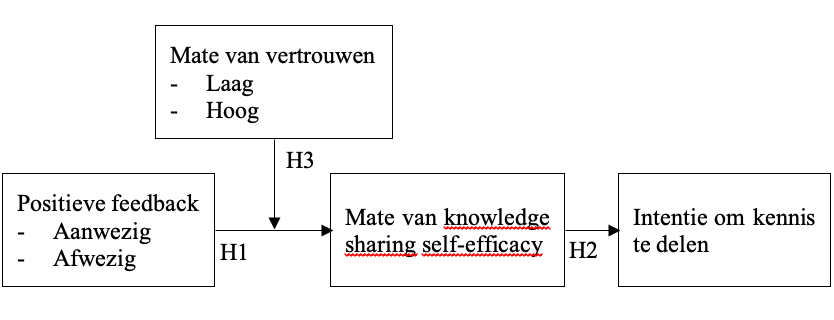 Mate van vertrouwen
- Laag
- Hoog
H3
Positieve feedback
- Aanwezig
- Afwezig
H1
Mate van knowledge
sharing self-efficacy
H2
Intentie om kennis
te delen